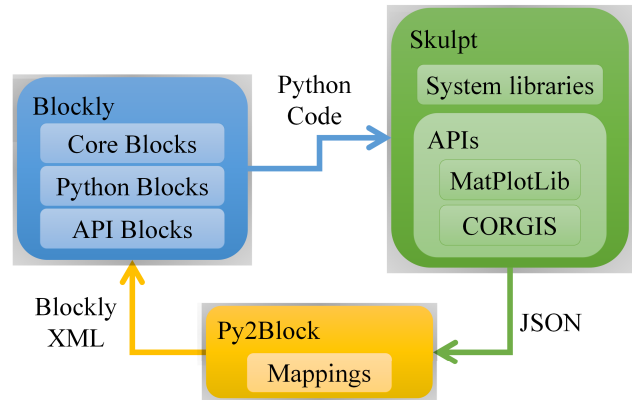 Blockly
Core Blocks
Python Blocks
API Blocks
Python
Code
Skulpt
System libraries
APIs
MatPlotLib
CORGIS
JSON
Py2Block
Mappings
Blockly
XML